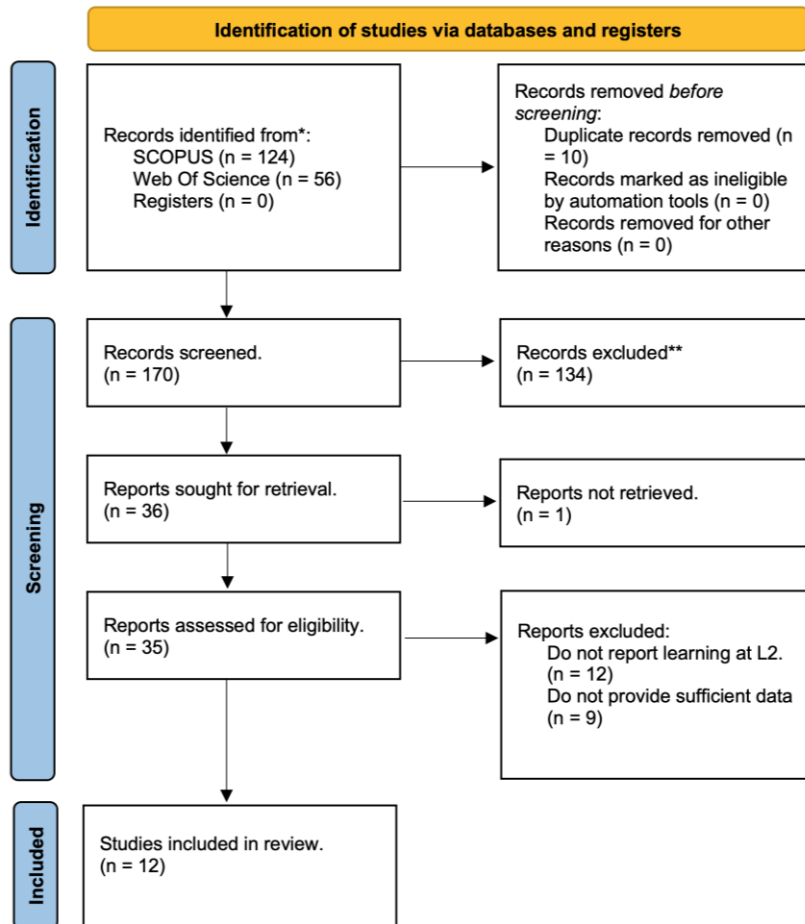 Identification of studies via databases and registers
Identification
Records identified from*:
SCOPUS (n = 124)
Web Of Science (n = 56)
Registers (n = 0)
Records removed before
screening:
Duplicate records removed (n
= 10)
Records marked as ineligible
by automation tools (n = 0)
Records removed for other
reasons (n = 0)
Screening
Records screened.
(n = 170)
Records excluded**
(n = 134)
Reports sought for retrieval.
(n = 36)
Reports not retrieved.
(n = 1)
Reports assessed for eligibility.
(n = 35)
Reports excluded:
Do not report learning at L2.
(n = 12)
Do not provide sufficient data
(n = 9)
Included
Studies included in review.
(n = 12)